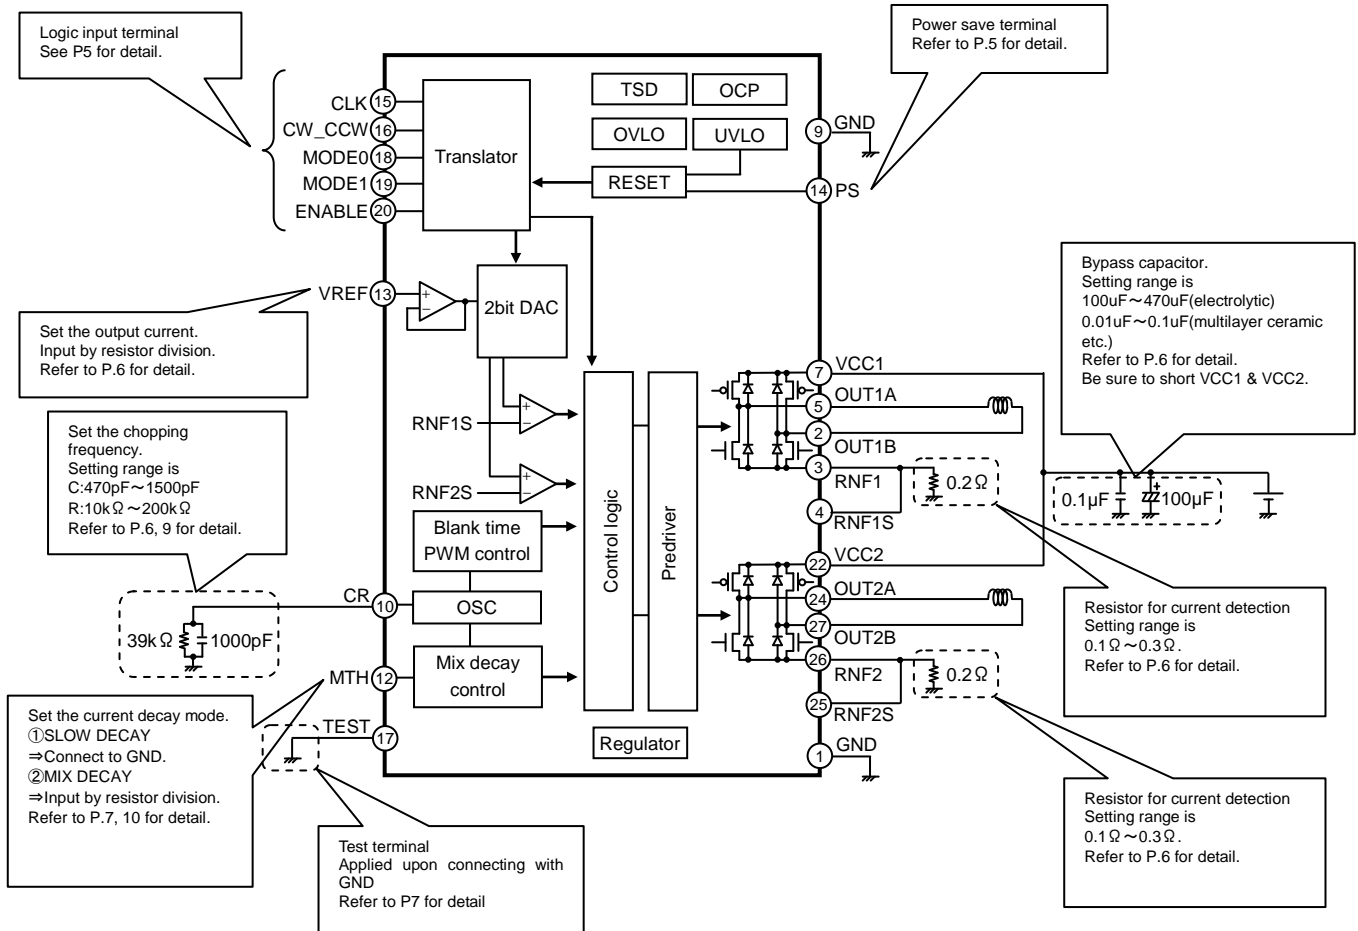 Logic input terminal
See P5 for detail.
Power save terminal
Refer to P.5 for detail.
CLK 15
CW_CCW 16
MODE0 18
MODE1 19
ENABLE 20
Translator
TSD
OCP
OVLO
UVLO
RESET
9 GND
14 PS
VREF 13
2bit DAC
+
−
Set the output current.
Input by resistor division.
Refer to P.6 for detail.
Bypass capacitor.
Setting range is
100uF～470uF(electrolytic)
0.01uF～0.1uF(multilayer ceramic
etc.)
Refer to P.6 for detail.
Be sure to short VCC1 & VCC2.
Set the chopping
frequency.
Setting range is
C:470pF～1500pF
R:10kΩ～200kΩ
Refer to P.6, 9 for detail.
RNF1S
+
−
RNF2S
+
−
Blank time
PWM control
OSC
Mix decay
control
Control logic
Predriver
Regulator
7 VCC1
5 OUT1A
2 OUT1B
3 RNF1
4 RNF1S
0.2Ω
22 VCC2
24 OUT2A
27 OUT2B
26 RNF2
25 RNF2S
0.2Ω
1 GND
0.1µF
+
100µF
CR 10
39kΩ
1000pF
MTH 12
TEST 17
Set the current decay mode.
①SLOW DECAY
⇒Connect to GND.
②MIX DECAY
⇒Input by resistor division.
Refer to P.7, 10 for detail.
Test terminal
Applied upon connecting with
GND
Refer to P7 for detail
Resistor for current detection
Setting range is
0.1Ω～0.3Ω.
Refer to P.6 for detail.
Resistor for current detection
Setting range is
0.1Ω～0.3Ω.
Refer to P.6 for detail.